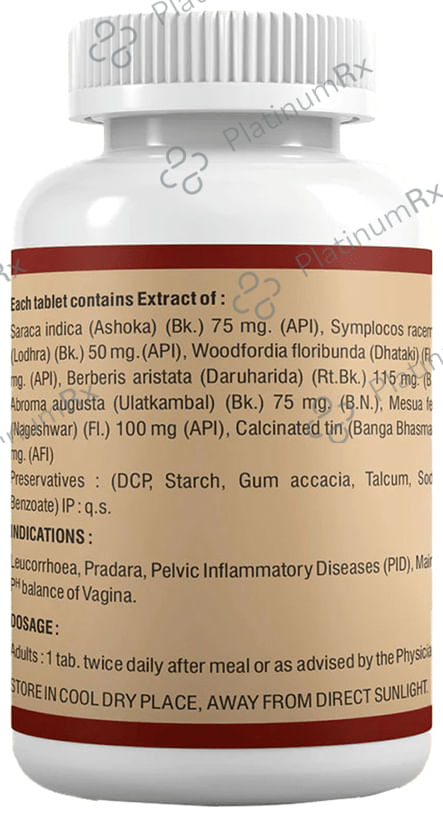 PlatinumRx
PlatinumRx
PlatinumRx
Each tablet contains Extract of :
Saraca indica (Ashoka) (Bk.) 75 mg. (API), Symplocos racem
(Lodhra) (Bk.) 50 mg. (API), Woodfordia floribunda (Dhataki) (F
mg. (API), Berberis aristata (Daruharida) (Rt.Bk.) 115 mg. (B
Abroma augusta (Ulatkambal) (Bk.) 75 mg. (B.N.), Mesua fe
(Nageshwar) (Fl.) 100 mg (API), Calcinated tin (Banga Bhasma
mg. (AFI)
Preservatives : (DCP, Starch, Gum accacia, Talcum, Sod
Benzoate) IP : q.s.
INDICATIONS :
Leucorrhoea, Pradara, Pelvic Inflammatory Diseases (PID), Main
PH balance of Vagina.
DOSAGE :
Adults : 1 tab. twice daily after meal or as advised by the Physicia
STORE IN COOL DRY PLACE, AWAY FROM DIRECT SUNLIGHT.